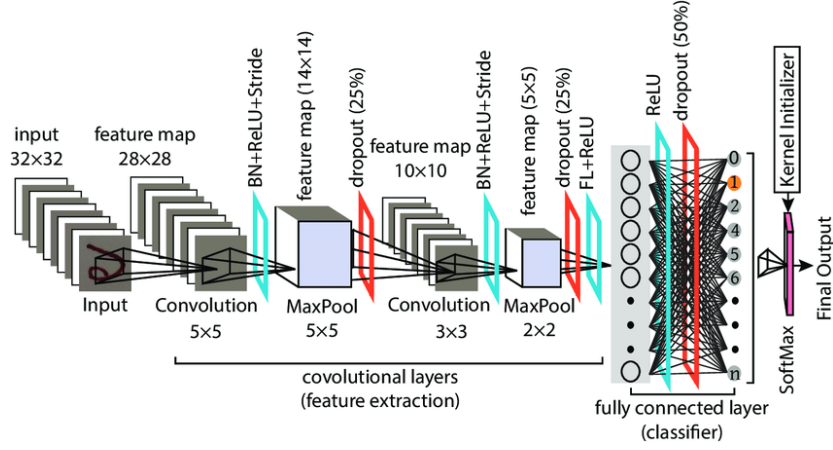 input
32×32
feature map
28×28
BN+ReLU+Stride
feature map (14×14)
dropout (25%)
feature map
10×10
BN+ReLU+Stride
feature map (5×5)
dropout (25%)
FL+ReLU
ReLU
dropout (50%)
Kernel Initializer
Input
Convolution
5×5
MaxPool
5×5
Convolution
3×3
MaxPool
2×2
0
1
2
4
5
6
n
SoftMax
Final Output
covolutional layers
(feature extraction)
fully connected layer
(classifier)